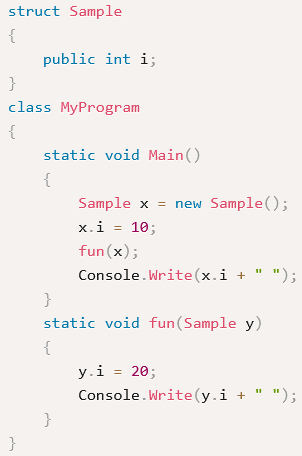 struct Sample
{
    public int i;
}
class MyProgram
{
    static void Main()
    {
        Sample x = new Sample();
        x.i = 10;
        fun(x);
        Console.Write(x.i + " ");
    }
    static void fun(Sample y)
    {
        y.i = 20;
        Console.Write(y.i + " ");
    }
}